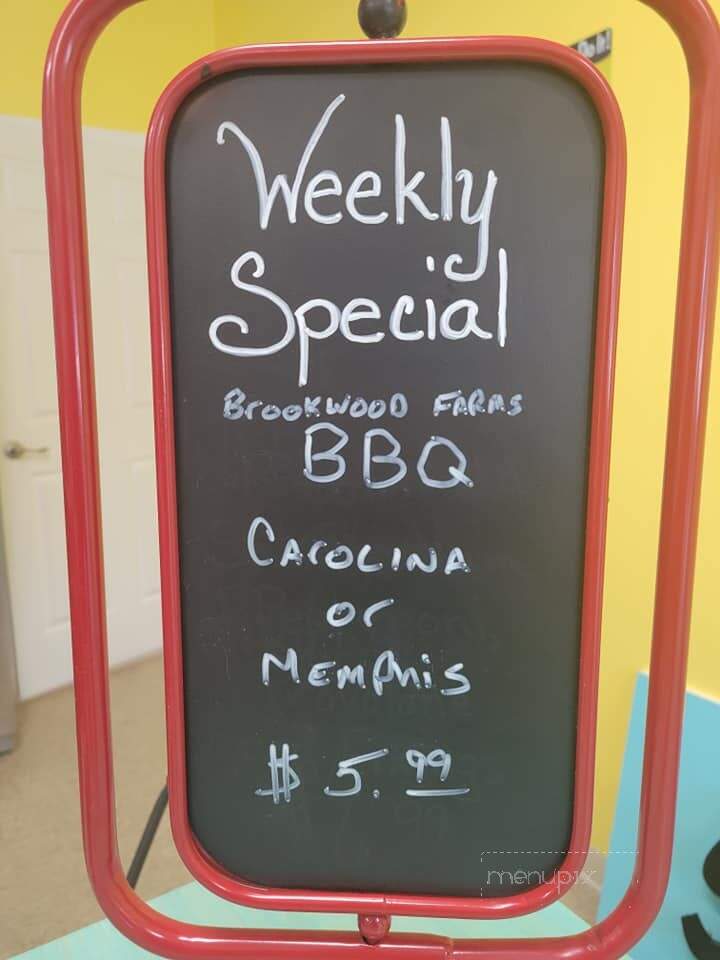 Weekly
Special
Brookwood Farms
BBQ
Carolina
or
Memphis
$5.99
menupix